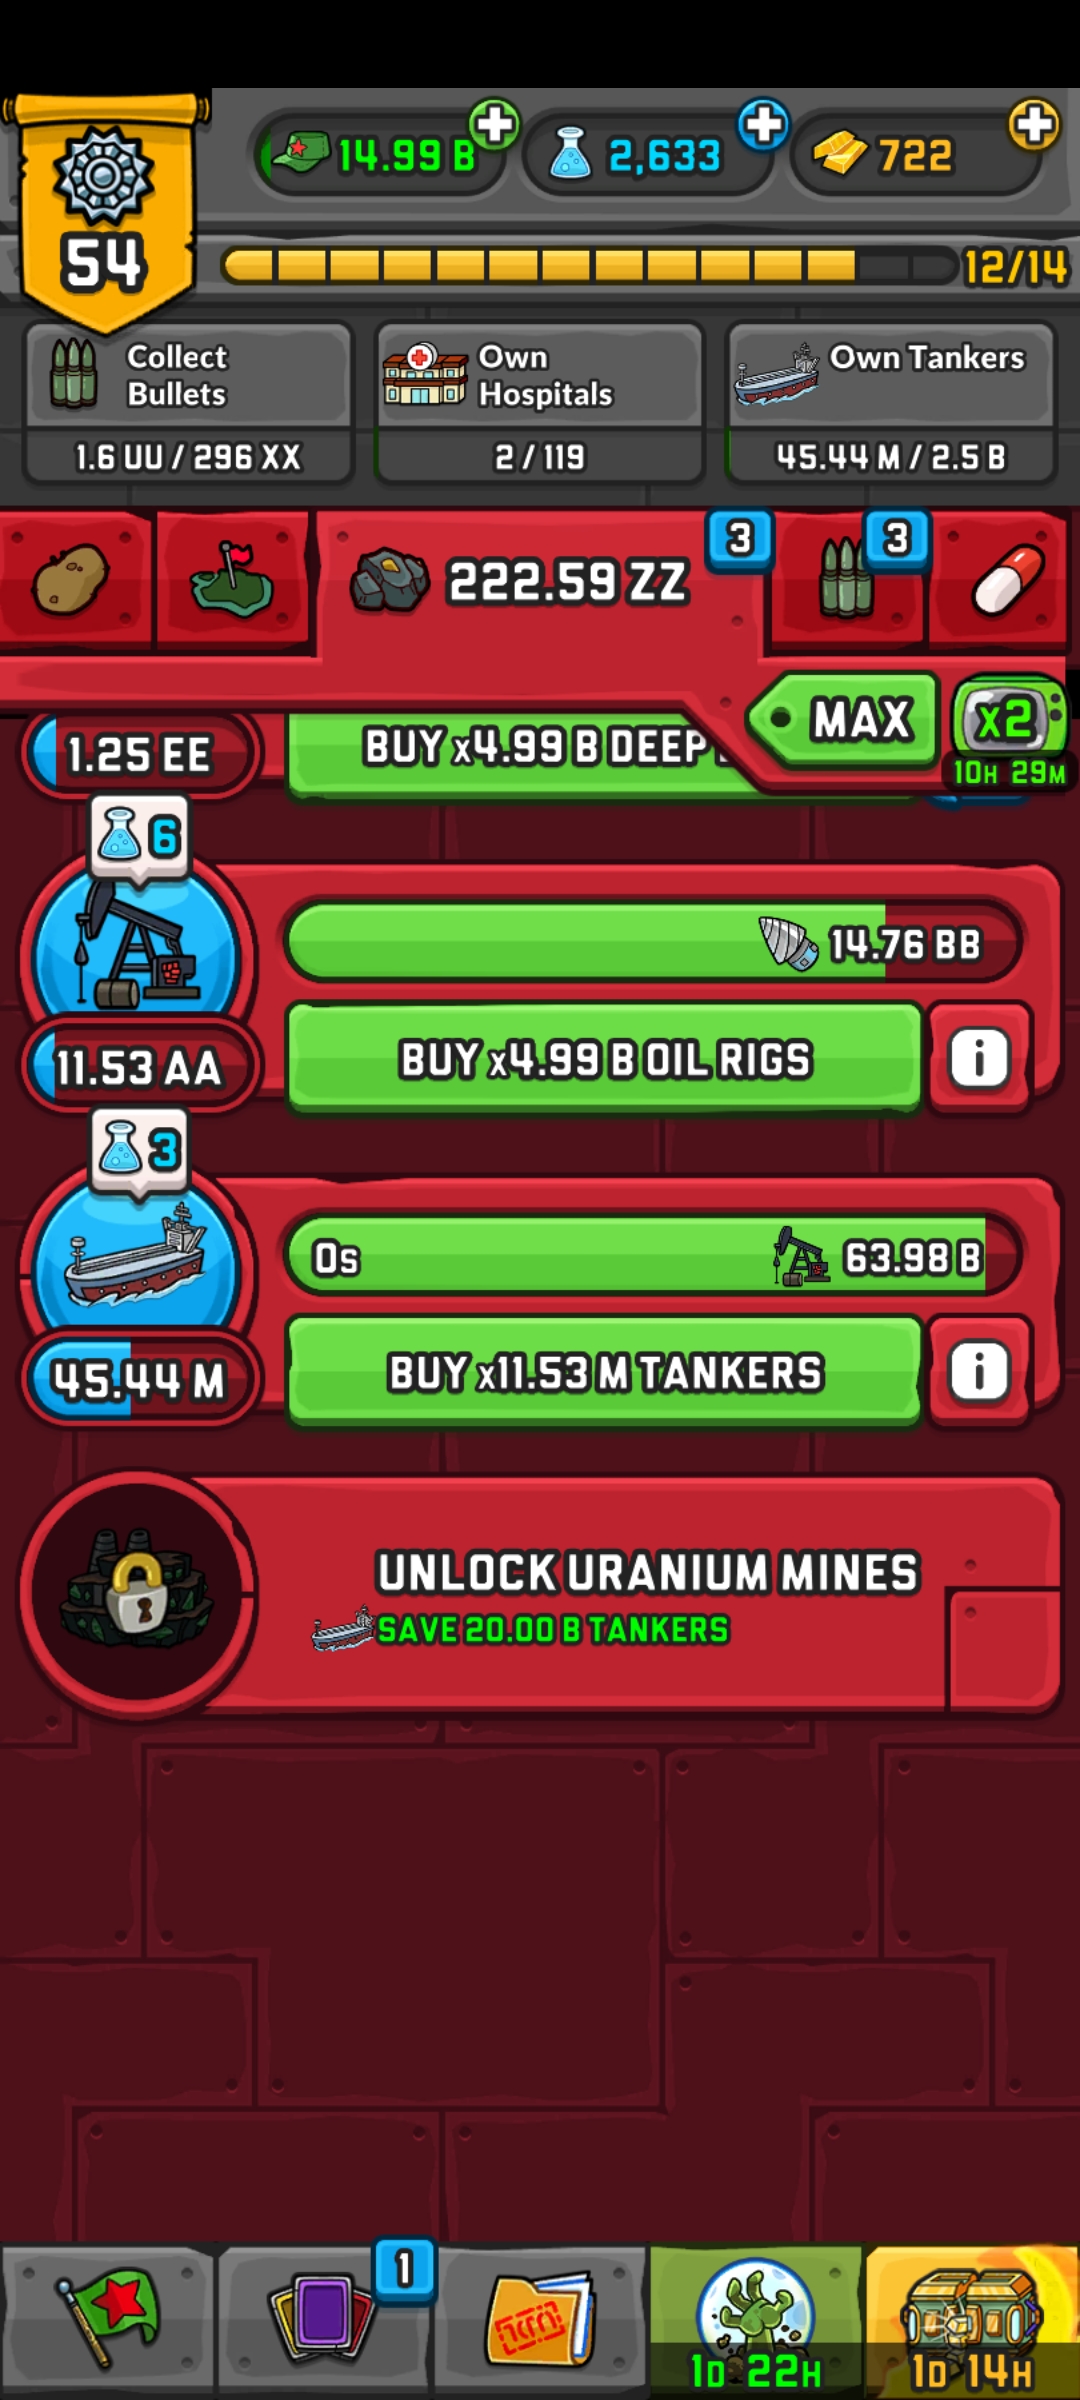 14.99 B
2,633
722
54
12/14
Collect
Bullets
1.6 UU / 296 XX
Own
Hospitals
2 / 119
Own Tankers
45.44 M / 2.5 B
222.59 ZZ
3
3
MAX
x2
10H 29M
1.25 EE
BUY x4.99 B DEEP
6
14.76 BB
11.53 AA
BUY x4.99 B OIL RIGS
i
3
0s
63.98 B
45.44 M
BUY x11.53 M TANKERS
i
UNLOCK URANIUM MINES
SAVE 20.00 B TANKERS
1
1D 22H
1D 14H